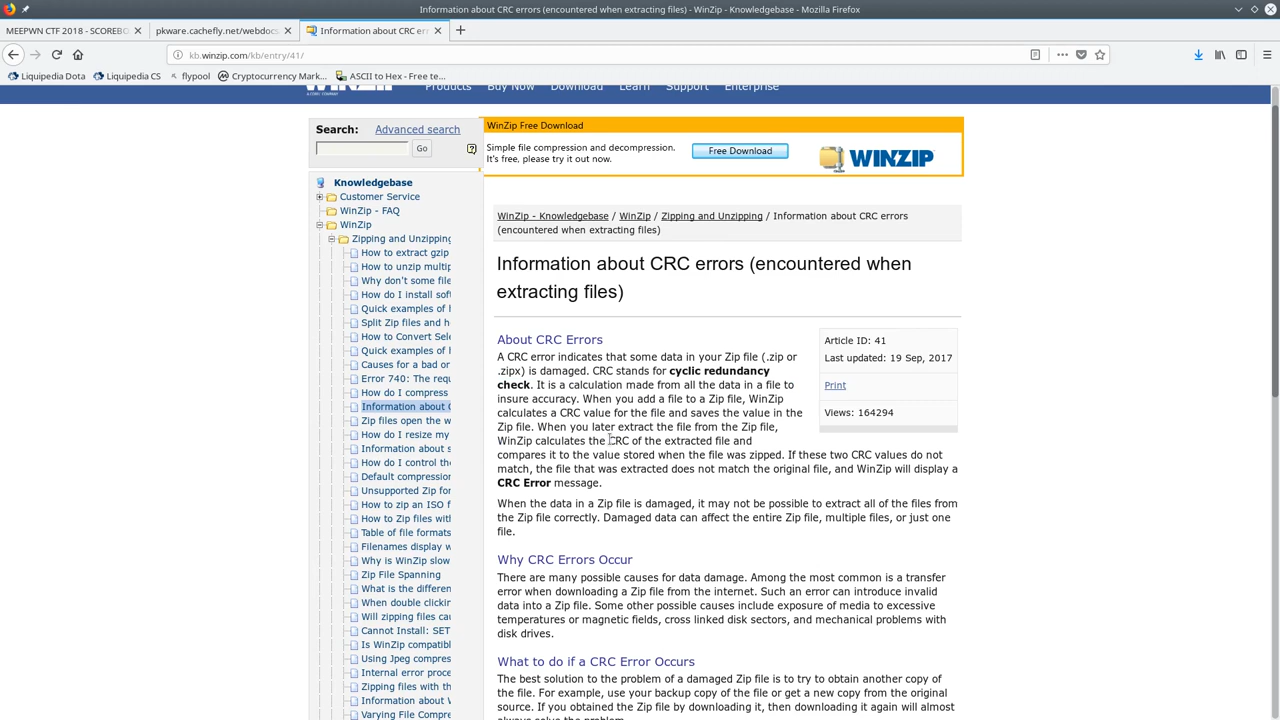 Information about CRC errors (encountered when extracting files) - WinZip - Knowledgebase - Mozilla Firefox
MEEPWN CTF 2018 - SCOREBO
pkware.cachefly.net/webdocs
Information about CRC err
kb.winzip.com/kb/entry/41/
Liquipedia Dota
Liquipedia CS
flypool
Cryptocurrency Mark...
ASCII to Hex - Free te...
WINZIP
Products
Buy Now
Download
Learn
Support
Enterprise
Search:
Advanced search
Go
WinZip Free Download
Simple file compression and decompression.
It's free, please try it out now.
Free Download
WINZIP
Knowledgebase
Customer Service
WinZip - FAQ
WinZip
Zipping and Unzipping
How to extract gzip
How to unzip multip
Why don't some file
How do I install soft
Quick examples of h
Split Zip files and h
How to Convert Sele
Quick examples of h
Causes for a bad or
Error 740: The requ
How do I compress
Information about C
Zip files open the w
How do I resize my
Information about s
How do I control the
Default compression
Unsupported Zip for
How to zip an ISO f
How to Zip files with
Table of file formats
Filenames display w
Why is WinZip slow
Zip File Spanning
What is the differen
When double clickin
Will zipping files cau
Cannot Install: SET
Is WinZip compatibl
Using Jpeg compres
Internal error proce
Zipping files with th
Information about W
Varying File Compre
WinZip - Knowledgebase / WinZip / Zipping and Unzipping / Information about CRC errors
(encountered when extracting files)
Information about CRC errors (encountered when
extracting files)
About CRC Errors
A CRC error indicates that some data in your Zip file (.zip or
.zipx) is damaged. CRC stands for cyclic redundancy
check. It is a calculation made from all the data in a file to
insure accuracy. When you add a file to a Zip file, WinZip
calculates a CRC value for the file and saves the value in the
Zip file. When you later extract the file from the Zip file,
WinZip calculates the CRC of the extracted file and
compares it to the value stored when the file was zipped. If these two CRC values do not
match, the file that was extracted does not match the original file, and WinZip will display a
CRC Error message.
Article ID: 41
Last updated: 19 Sep, 2017
Print
Views: 164294
When the data in a Zip file is damaged, it may not be possible to extract all of the files from
the Zip file correctly. Damaged data can affect the entire Zip file, multiple files, or just one
file.
Why CRC Errors Occur
There are many possible causes for data damage. Among the most common is a transfer
error when downloading a Zip file from the internet. Such an error can introduce invalid
data into a Zip file. Some other possible causes include exposure of media to excessive
temperatures or magnetic fields, cross linked disk sectors, and mechanical problems with
disk drives.
What to do if a CRC Error Occurs
The best solution to the problem of a damaged Zip file is to try to obtain another copy of
the file. For example, use your backup copy of the file or get a new copy from the original
source. If you obtained the Zip file by downloading it, then downloading it again will almost
always solve the problem.